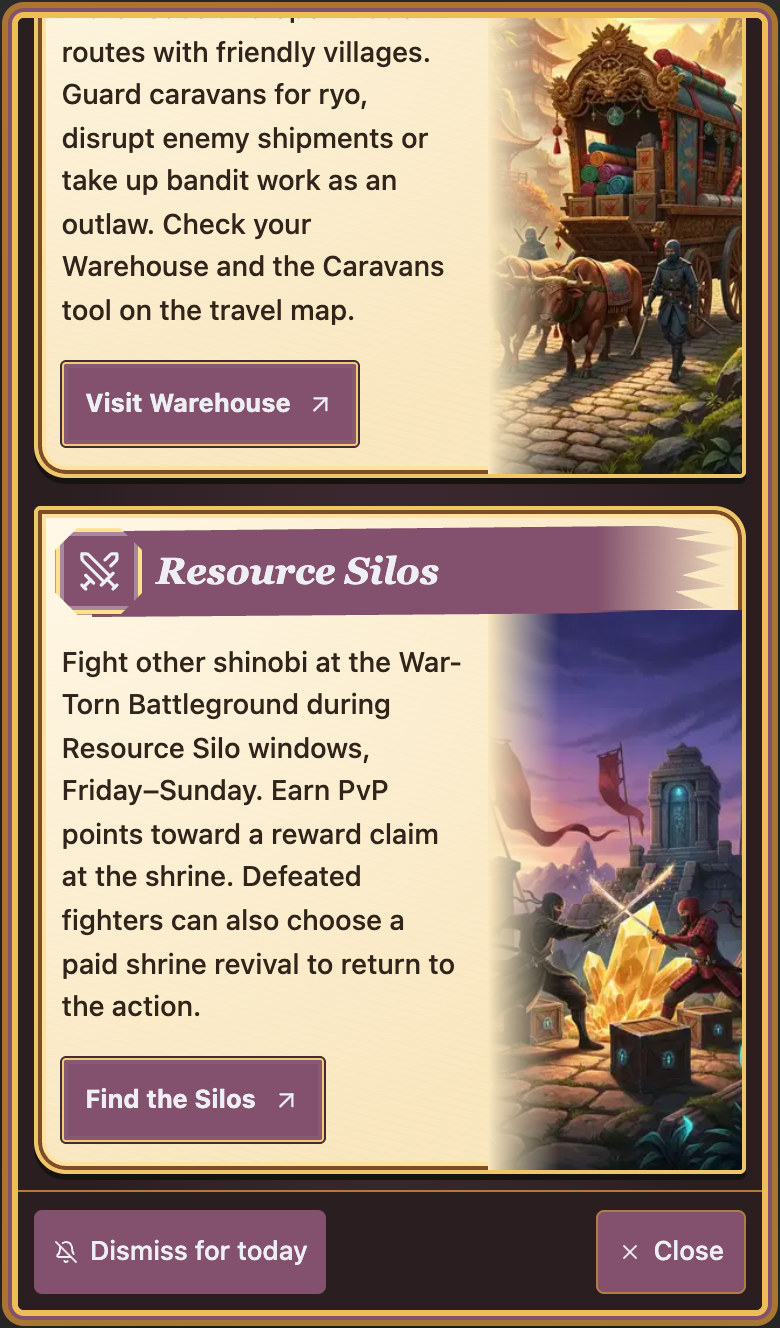 routes with friendly villages.
Guard caravans for ryo,
disrupt enemy shipments or
take up bandit work as an
outlaw. Check your
Warehouse and the Caravans
tool on the travel map.
Visit Warehouse
Resource Silos
Fight other shinobi at the War-
Torn Battleground during
Resource Silo windows,
Friday–Sunday. Earn PvP
points toward a reward claim
at the shrine. Defeated
fighters can also choose a
paid shrine revival to return to
the action.
Find the Silos
Dismiss for today
Close